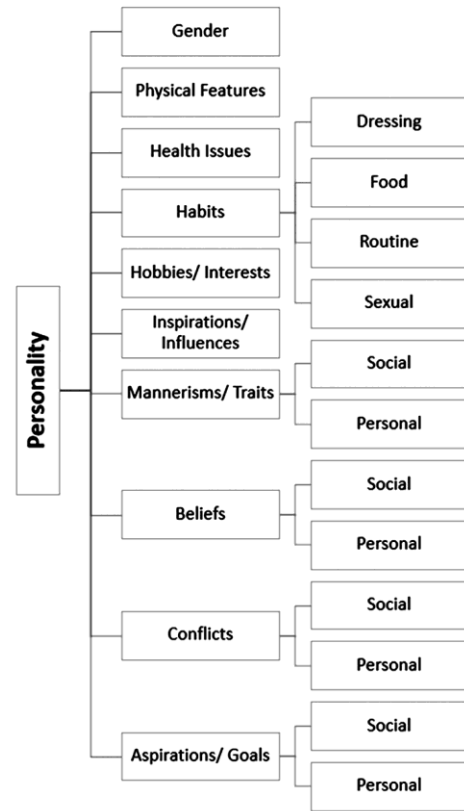 Personality
Gender
Physical Features
Health Issues
Habits
Dressing
Food
Routine
Sexual
Hobbies/ Interests
Inspirations/
Influences
Mannerisms/ Traits
Social
Personal
Beliefs
Social
Personal
Conflicts
Social
Personal
Aspirations/ Goals
Social
Personal